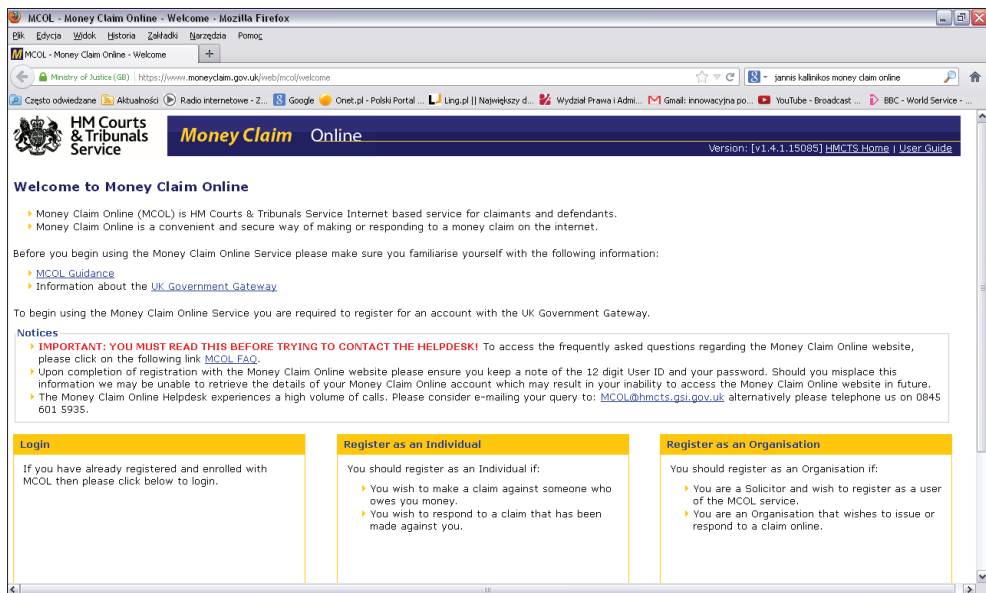 MCOL - Money Claim Online - Welcome - Mozilla Firefox
Plik Edycja Widok Historia Zakładki Narzędzia Pomoc
MCOL - Money Claim Online - Welcome +
Ministry of Justice (GB) https://www.moneyclaim.gov.uk/web/mcol/welcome jannis kallinikos money claim online
Często odwiedzane Aktualności Radio internetowe - Z... Google Onet.pl - Polski Portal ... Ling.pl || Największy d... Wydział Prawa i Admi... Gmail: innowacyjna po... YouTube - Broadcast ... BBC - World Service - ...
HM Courts
& Tribunals
Service
Money Claim Online
Version: [v1.4.1.15085] HMCTS Home | User Guide
Welcome to Money Claim Online
Money Claim Online (MCOL) is HM Courts & Tribunals Service Internet based service for claimants and defendants.
Money Claim Online is a convenient and secure way of making or responding to a money claim on the internet.
Before you begin using the Money Claim Online Service please make sure you familiarise yourself with the following information:
MCOL Guidance
Information about the UK Government Gateway
To begin using the Money Claim Online Service you are required to register for an account with the UK Government Gateway.
Notices
IMPORTANT: YOU MUST READ THIS BEFORE TRYING TO CONTACT THE HELPDESK! To access the frequently asked questions regarding the Money Claim Online website,
please click on the following link MCOL FAQ.
Upon completion of registration with the Money Claim Online website please ensure you keep a note of the 12 digit User ID and your password. Should you misplace this
information we may be unable to retrieve the details of your Money Claim Online account which may result in your inability to access the Money Claim Online website in future.
The Money Claim Online Helpdesk experiences a high volume of calls. Please consider e-mailing your query to: MCOL@hmcts.gsi.gov.uk alternatively please telephone us on 0845
601 5935.
Login
If you have already registered and enrolled with
MCOL then please click below to login.
Register as an Individual
You should register as an Individual if:
You wish to make a claim against someone who
owes you money.
You wish to respond to a claim that has been
made against you.
Register as an Organisation
You should register as an Organisation if:
You are a Solicitor and wish to register as a user
of the MCOL service.
You are an Organisation that wishes to issue or
respond to a claim online.